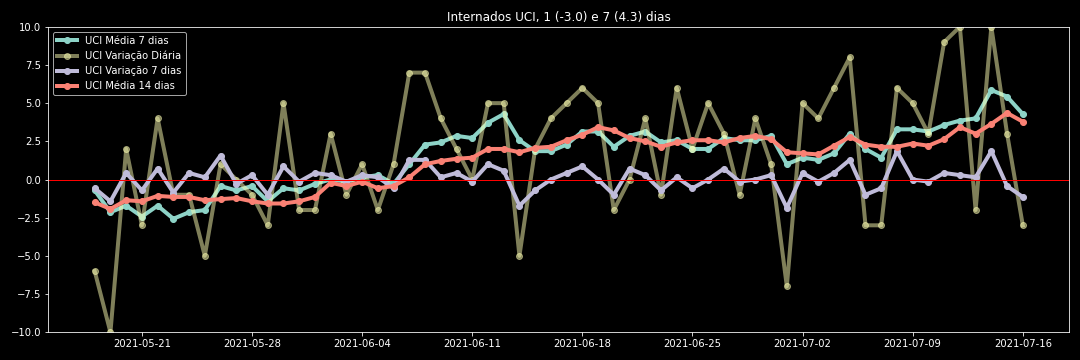 Internados UCI, 1 (-3.0) e 7 (4.3) dias
UCI Média 7 dias
UCI Variação Diária
UCI Variação 7 dias
UCI Média 14 dias
10.0
7.5
5.0
2.5
0.0
−2.5
−5.0
−7.5
−10.0
2021-05-21 2021-05-28 2021-06-04 2021-06-11 2021-06-18 2021-06-25 2021-07-02 2021-07-09 2021-07-16